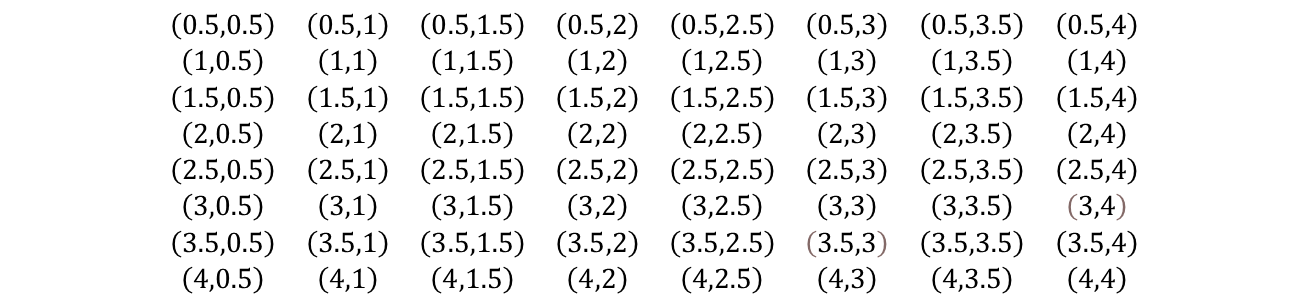 (0.5,0.5) (0.5,1) (0.5,1.5) (0.5,2) (0.5,2.5) (0.5,3) (0.5,3.5) (0.5,4)
(1,0.5) (1,1) (1,1.5) (1,2) (1,2.5) (1,3) (1,3.5) (1,4)
(1.5,0.5) (1.5,1) (1.5,1.5) (1.5,2) (1.5,2.5) (1.5,3) (1.5,3.5) (1.5,4)
(2,0.5) (2,1) (2,1.5) (2,2) (2,2.5) (2,3) (2,3.5) (2,4)
(2.5,0.5) (2.5,1) (2.5,1.5) (2.5,2) (2.5,2.5) (2.5,3) (2.5,3.5) (2.5,4)
(3,0.5) (3,1) (3,1.5) (3,2) (3,2.5) (3,3) (3,3.5) (3,4)
(3.5,0.5) (3.5,1) (3.5,1.5) (3.5,2) (3.5,2.5) (3.5,3) (3.5,3.5) (3.5,4)
(4,0.5) (4,1) (4,1.5) (4,2) (4,2.5) (4,3) (4,3.5) (4,4)